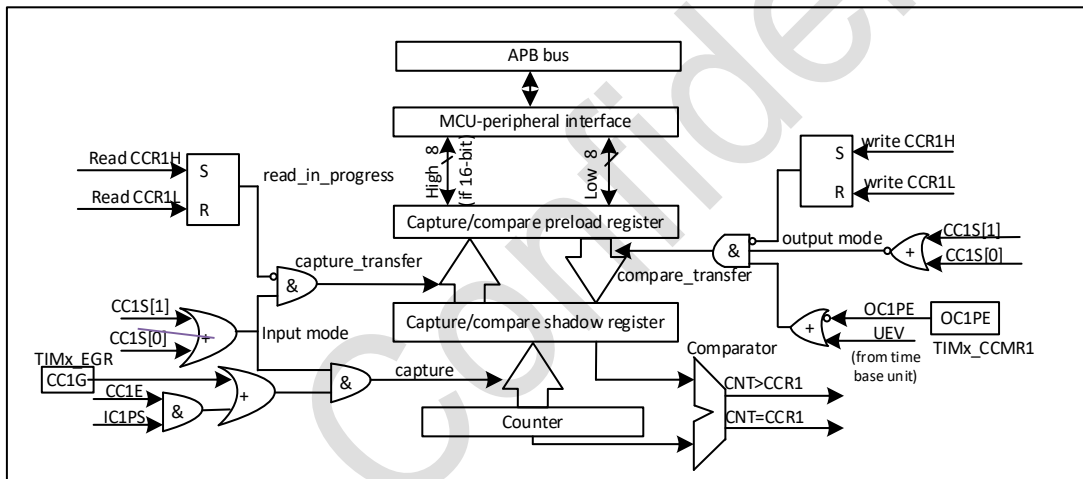 APB bus
MCU-peripheral interface
High 8
(if 16-bit)
Low 8
Read CCR1H
Read CCR1L
S
R
read_in_progress
write CCR1H
write CCR1L
S
R
Capture/compare preload register
capture_transfer
compare_transfer
&
&
output mode
+
CC1S[1]
CC1S[0]
CC1S[1]
CC1S[0]
+
Input mode
Capture/compare shadow register
+
OC1PE
UEV
(from time
base unit)
OC1PE
TIMx_CCMR1
TIMx_EGR
CC1G
CC1E
IC1PS
&
+
&
capture
Counter
Comparator
CNT>CCR1
CNT=CCR1
Confiden